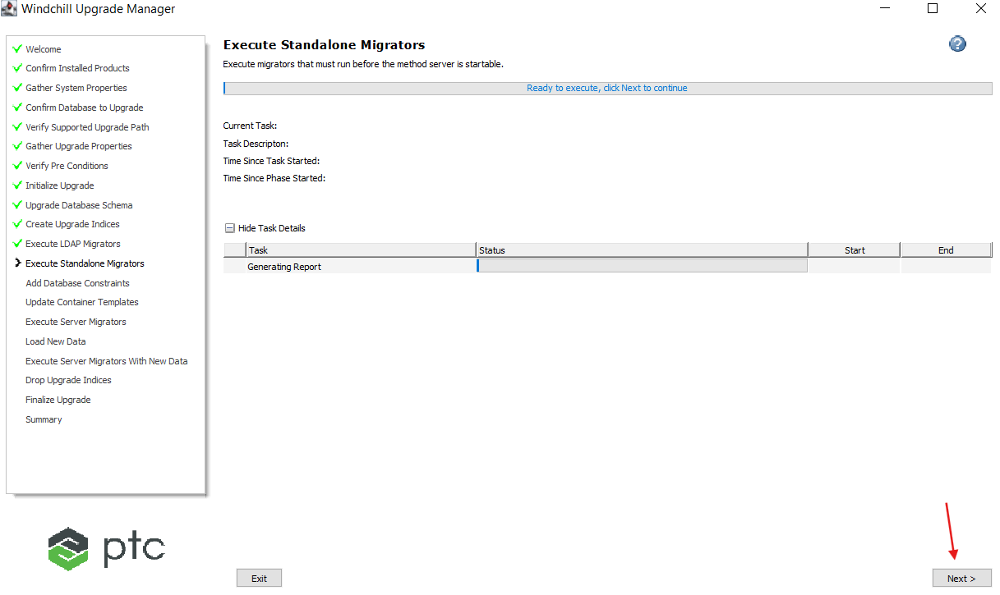 Windchill Upgrade Manager
Welcome
Confirm Installed Products
Gather System Properties
Confirm Database to Upgrade
Verify Supported Upgrade Path
Gather Upgrade Properties
Verify Pre Conditions
Initialize Upgrade
Upgrade Database Schema
Create Upgrade Indices
Execute LDAP Migrators
Execute Standalone Migrators
Add Database Constraints
Update Container Templates
Execute Server Migrators
Load New Data
Execute Server Migrators With New Data
Drop Upgrade Indices
Finalize Upgrade
Summary
ptc
Execute Standalone Migrators
?
Execute migrators that must run before the method server is startable.
Ready to execute, click Next to continue
Current Task:
Task Descripton:
Time Since Task Started:
Time Since Phase Started:
Hide Task Details
Task Status Start End
Generating Report
Exit Next >